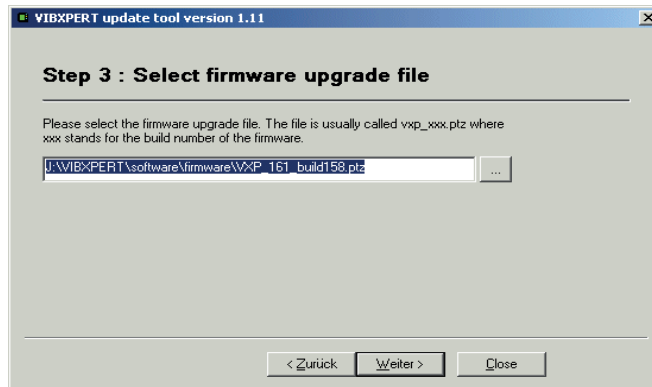 VIBXPERT update tool version 1.11
Step 3 : Select firmware upgrade file
Please select the firmware upgrade file. The file is usually called vxp_xxx.ptz where
xxx stands for the build number of the firmware.
J:\VIBXPERT\software\firmware\VXP_161_build158.ptz
...
< Zurück
Weiter >
Close